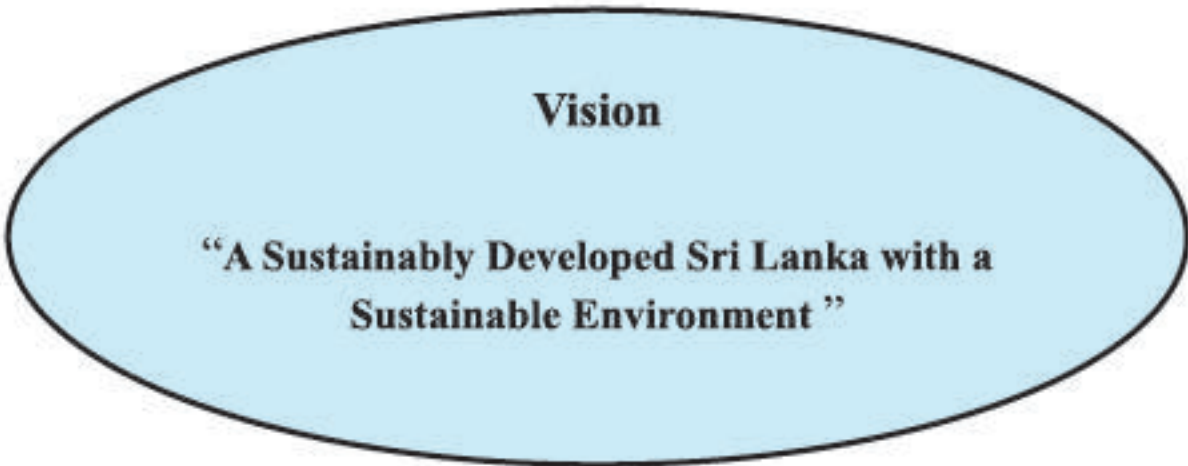 Vision
“A Sustainably Developed Sri Lanka with a
Sustainable Environment ”